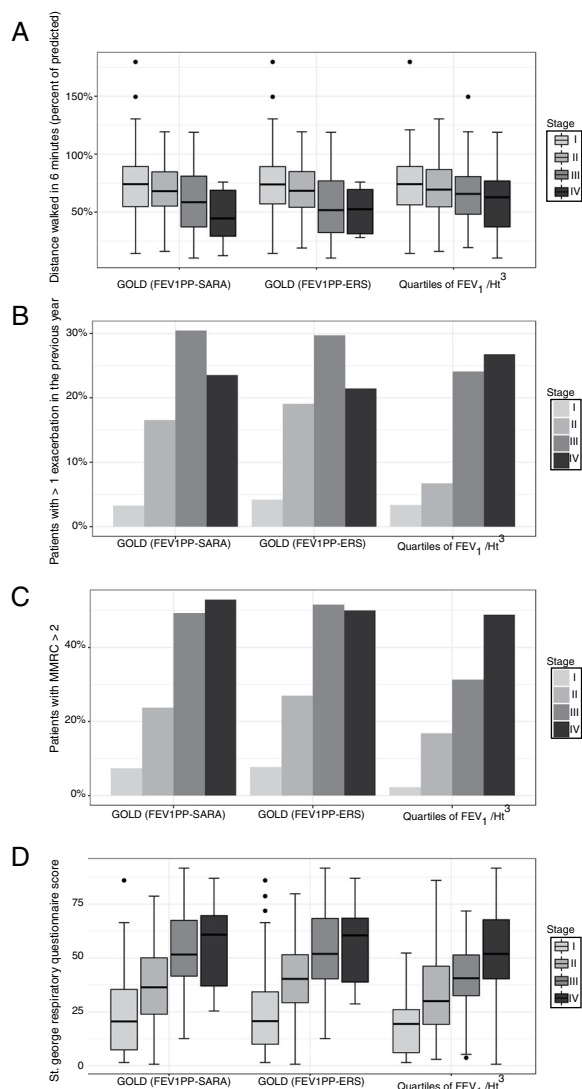 A
Distance walked in 6 minutes (percent of predicted)
150%
100%
50%
GOLD (FEV1PP-SARA)
GOLD (FEV1PP-ERS)
Quartiles of FEV1 /Ht3
Stage
I
II
III
IV
B
Patients with > 1 exacerbation in the previous year
30%
20%
10%
0%
GOLD (FEV1PP-SARA)
GOLD (FEV1PP-ERS)
Quartiles of FEV1 /Ht3
Stage
I
II
III
IV
C
Patients with MMRC > 2
40%
20%
0%
GOLD (FEV1PP-SARA)
GOLD (FEV1PP-ERS)
Quartiles of FEV1 /Ht3
Stage
I
II
III
IV
D
St. george respiratory questionnaire score
75
50
25
0
GOLD (FEV1PP-SARA)
GOLD (FEV1PP-ERS)
Quartiles of FEV1 /Ht3
Stage
I
II
III
IV